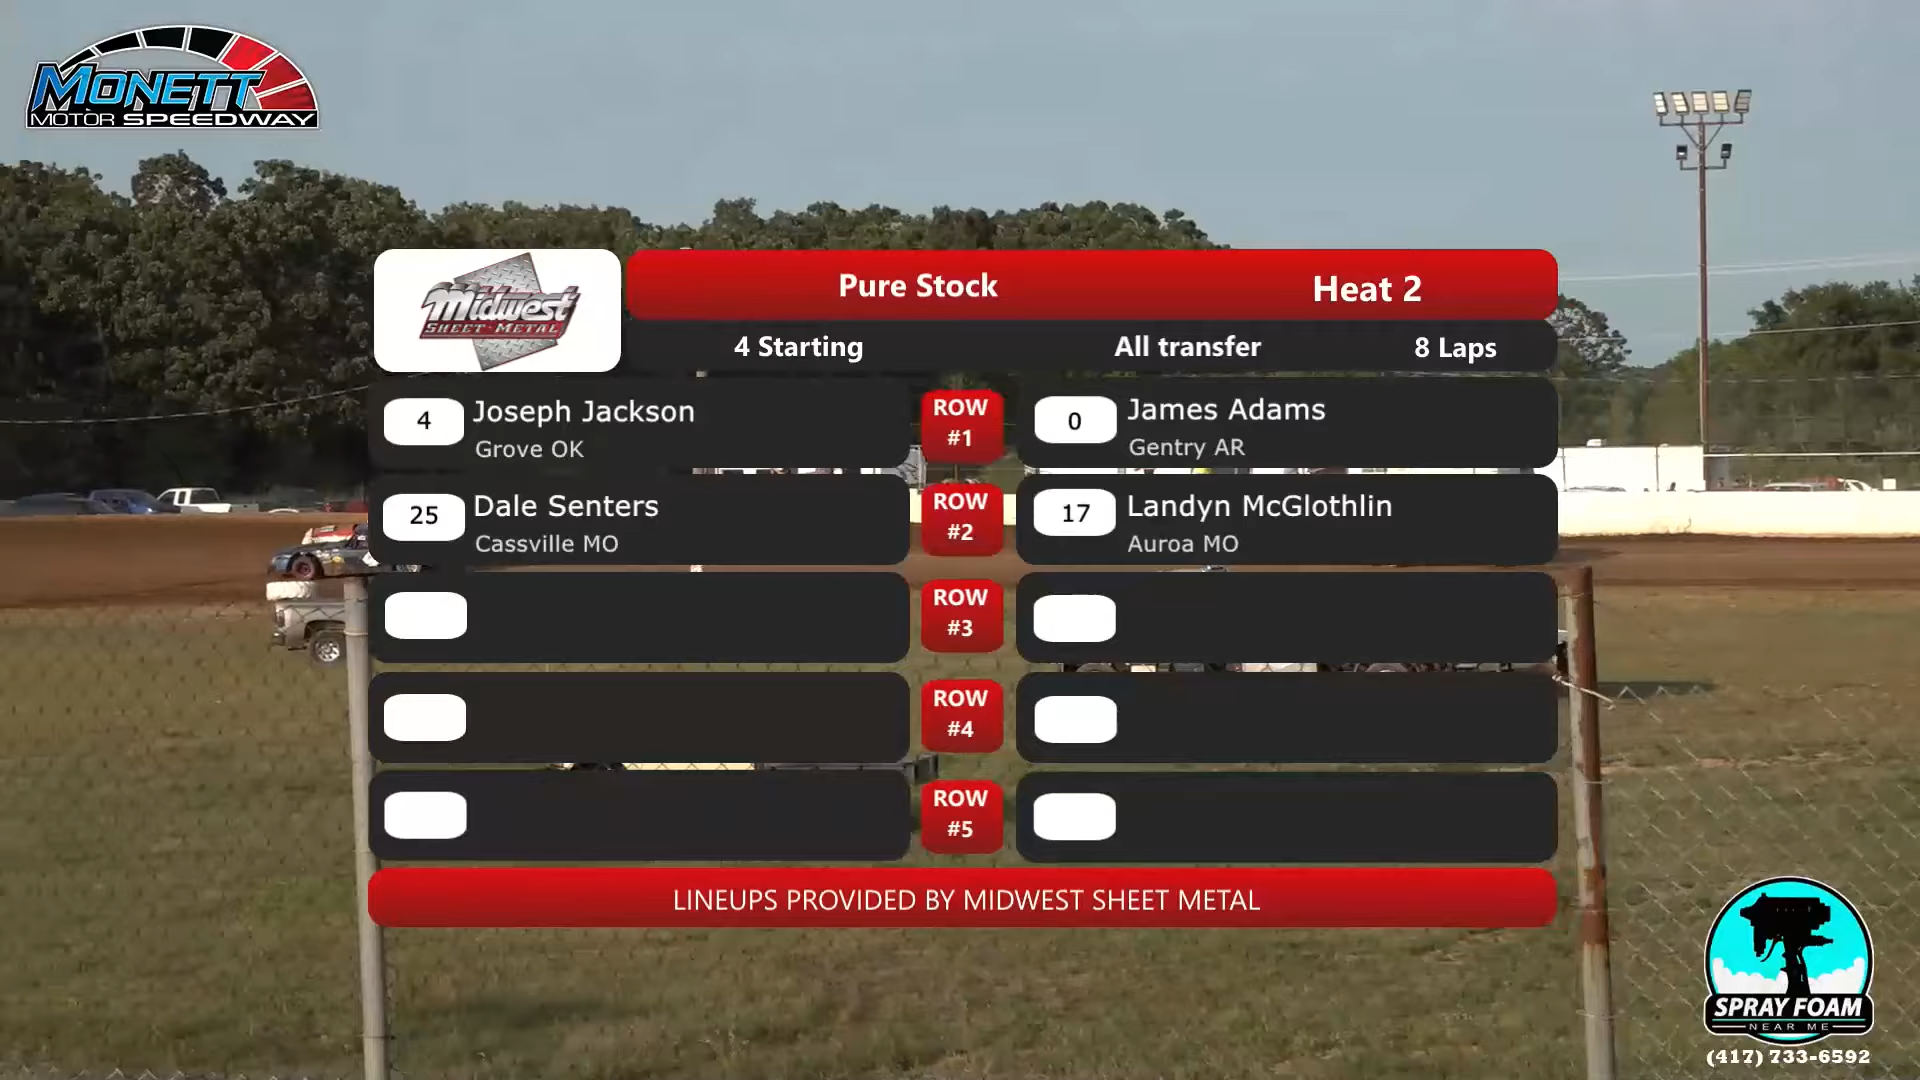 MONETT
MOTOR SPEEDWAY
Midwest
SHEET-METAL
Pure Stock
Heat 2
4 Starting
All transfer
8 Laps
4
Joseph Jackson
Grove OK
ROW
#1
0
James Adams
Gentry AR
25
Dale Senters
Cassville MO
ROW
#2
17
Landyn McGlothlin
Auroa MO
ROW
#3
ROW
#4
ROW
#5
LINEUPS PROVIDED BY MIDWEST SHEET METAL
SPRAY FOAM
NEAR ME
(417) 733-6592